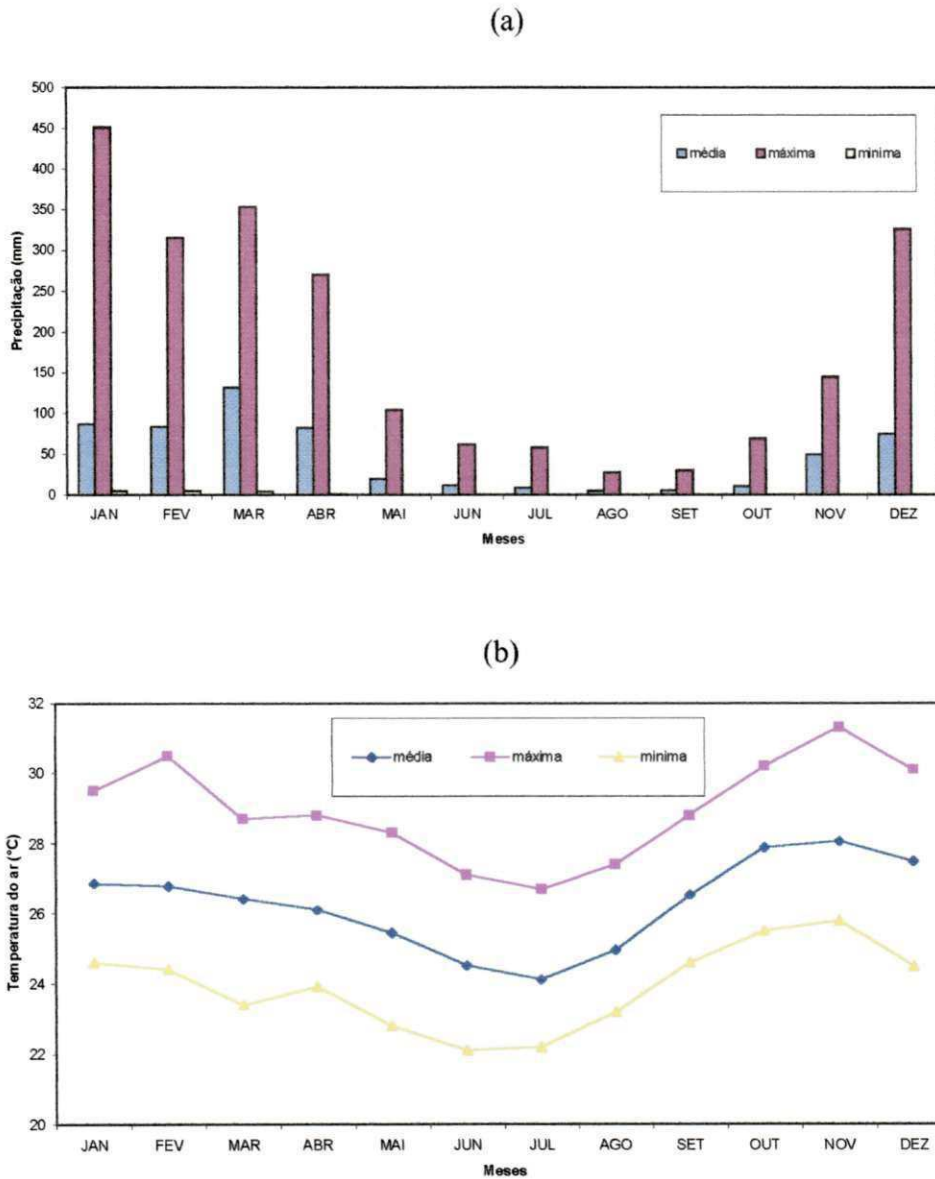 (a)
500
450
400
350
300
250
200
150
100
50
0
Precipitação (mm)
média máxima minima
JAN FEV MAR ABR MAI JUN JUL AGO SET OUT NOV DEZ
Meses
(b)
32
30
28
26
24
22
20
Temperatura do ar (°C)
média máxima minima
JAN FEV MAR ABR MAI JUN JUL AGO SET OUT NOV DEZ
Meses